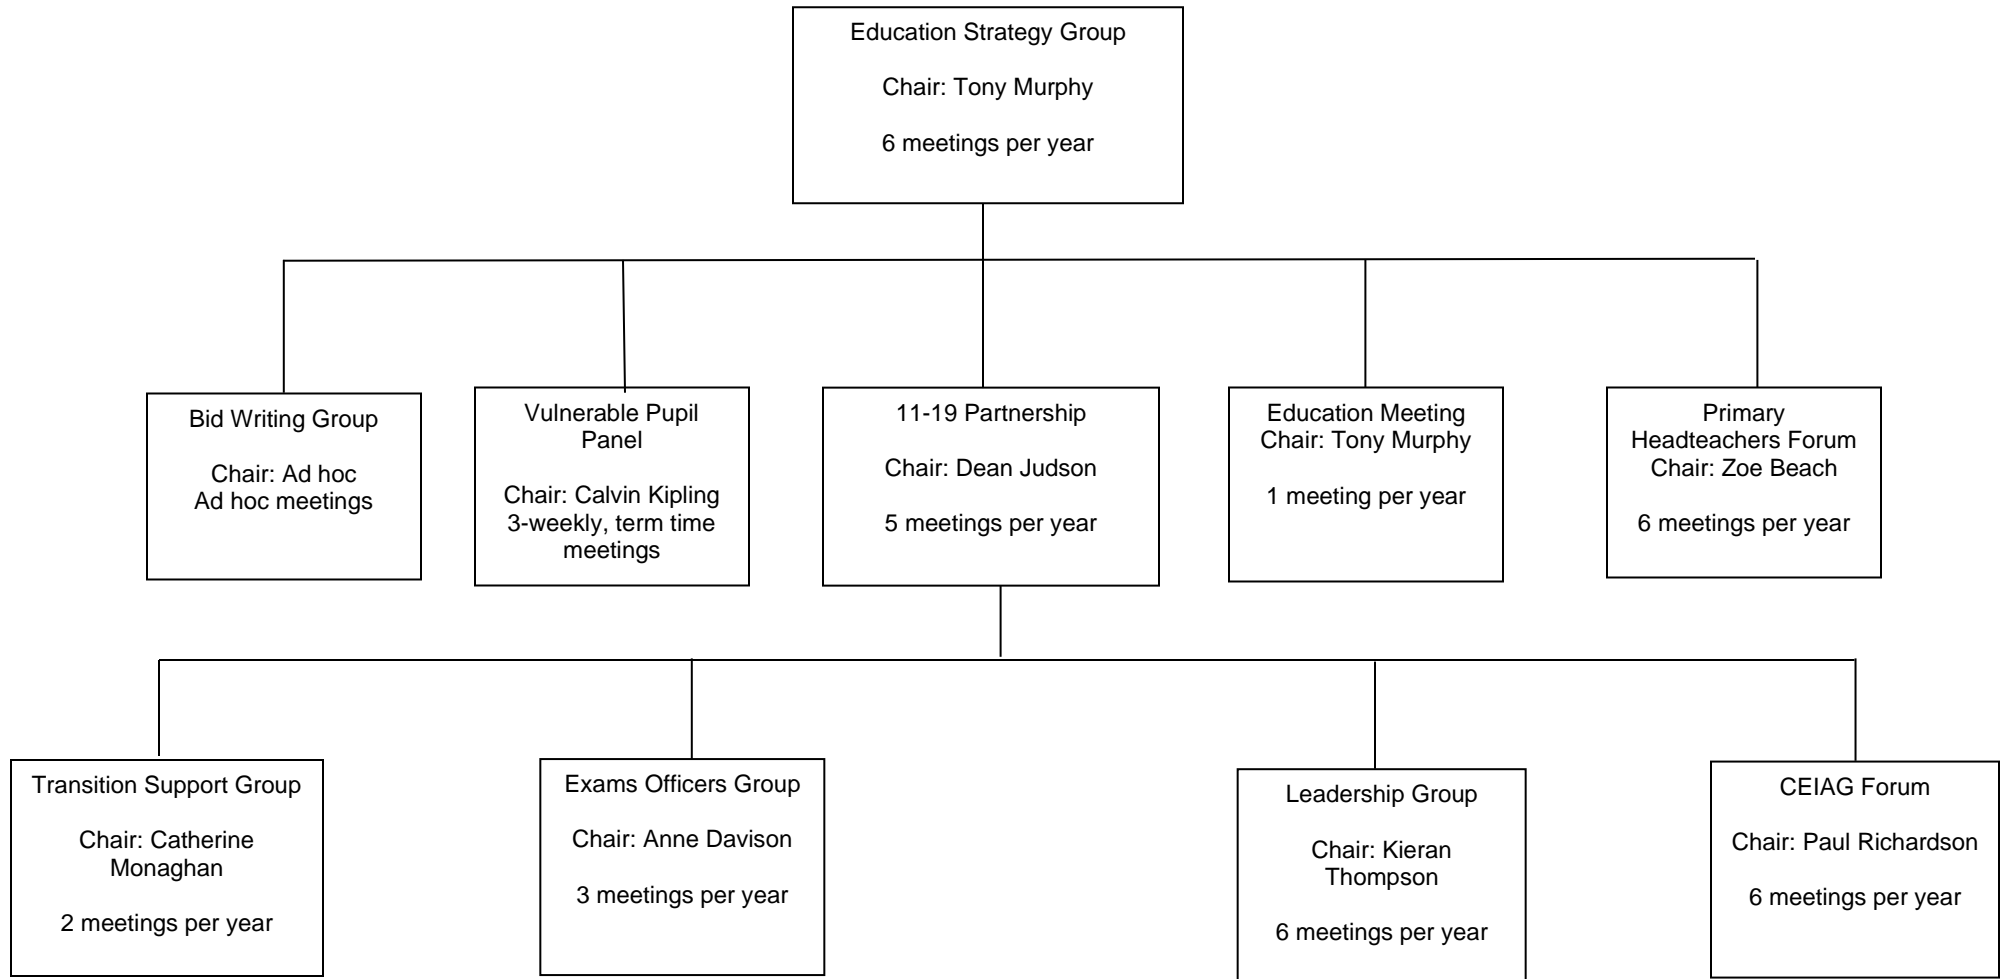 Education Strategy Group
Chair: Tony Murphy
6 meetings per year
Bid Writing Group
Chair: Ad hoc
Ad hoc meetings
Vulnerable Pupil
Panel
Chair: Calvin Kipling
3-weekly, term time
meetings
11-19 Partnership
Chair: Dean Judson
5 meetings per year
Education Meeting
Chair: Tony Murphy
1 meeting per year
Primary
Headteachers Forum
Chair: Zoe Beach
6 meetings per year
Transition Support Group
Chair: Catherine
Monaghan
2 meetings per year
Exams Officers Group
Chair: Anne Davison
3 meetings per year
Leadership Group
Chair: Kieran
Thompson
6 meetings per year
CEIAG Forum
Chair: Paul Richardson
6 meetings per year